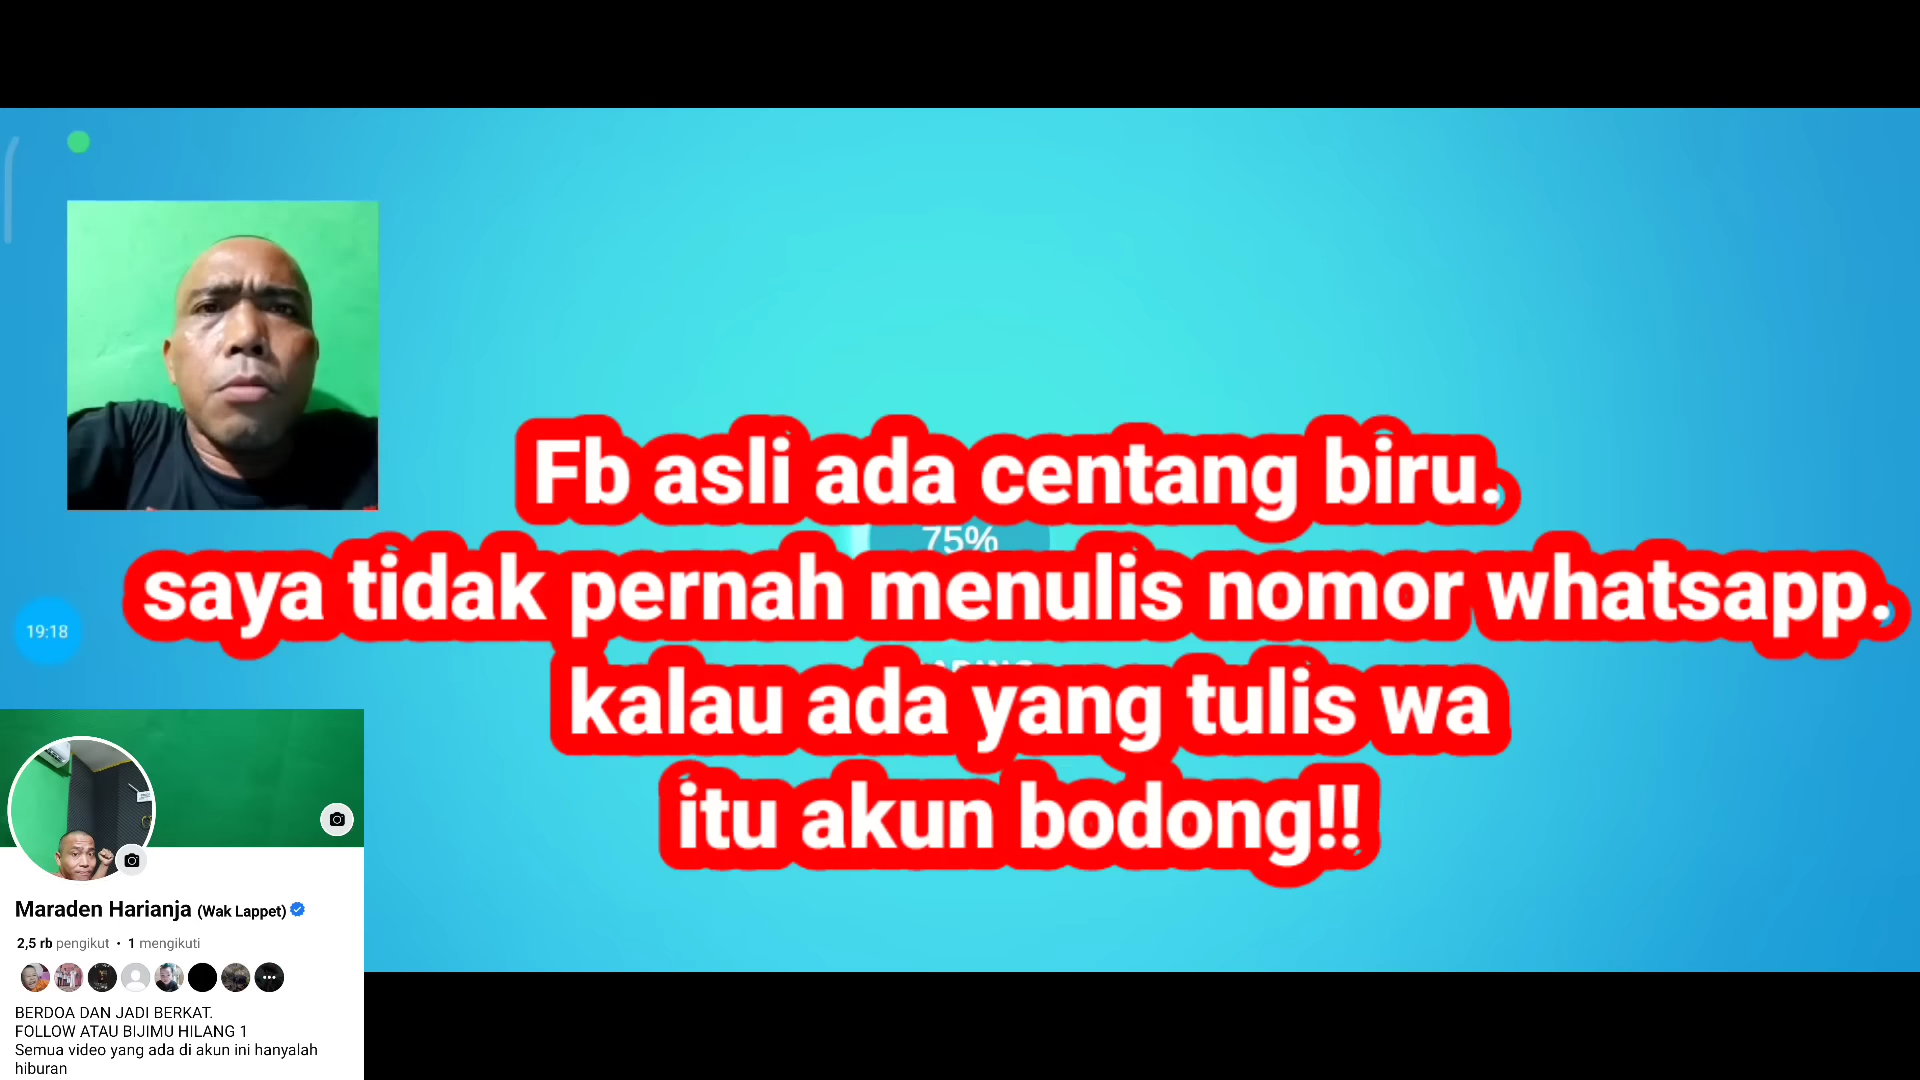 Fb asli ada centang biru.
75%
saya tidak pernah menulis nomor whatsapp.
19:18
kalau ada yang tulis wa
itu akun bodong!!
Maraden Harianja (Wak Lappet)
2,5 rb pengikut • 1 mengikuti
BERDOA DAN JADI BERKAT.
FOLLOW ATAU BIJIMU HILANG 1
Semua video yang ada di akun ini hanyalah
hiburan